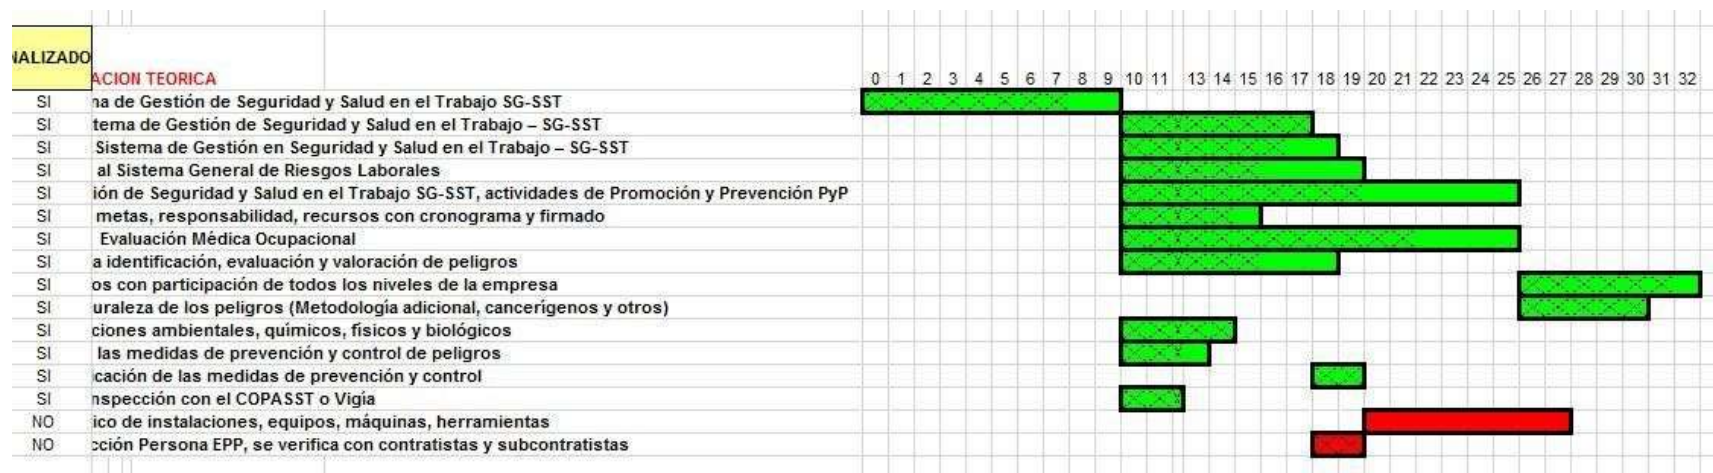 NALIZADO
ACION TEORICA 0 1 2 3 4 5 6 7 8 9 10 11 13 14 15 16 17 18 19 20 21 22 23 24 25 26 27 28 29 30 31 32
SI na de Gestión de Seguridad y Salud en el Trabajo SG-SST
SI tema de Gestión de Seguridad y Salud en el Trabajo – SG-SST
SI Sistema de Gestión en Seguridad y Salud en el Trabajo – SG-SST
SI al Sistema General de Riesgos Laborales
SI ión de Seguridad y Salud en el Trabajo SG-SST, actividades de Promoción y Prevención PyP
SI metas, responsabilidad, recursos con cronograma y firmado
SI Evaluación Médica Ocupacional
SI a identificación, evaluación y valoración de peligros
SI os con participación de todos los niveles de la empresa
SI uraleza de los peligros (Metodología adicional, cancerígenos y otros)
SI ciones ambientales, químicos, físicos y biológicos
SI las medidas de prevención y control de peligros
SI icación de las medidas de prevención y control
SI nspección con el COPASST o Vigía
NO ico de instalaciones, equipos, máquinas, herramientas
NO cción Persona EPP, se verifica con contratistas y subcontratistas